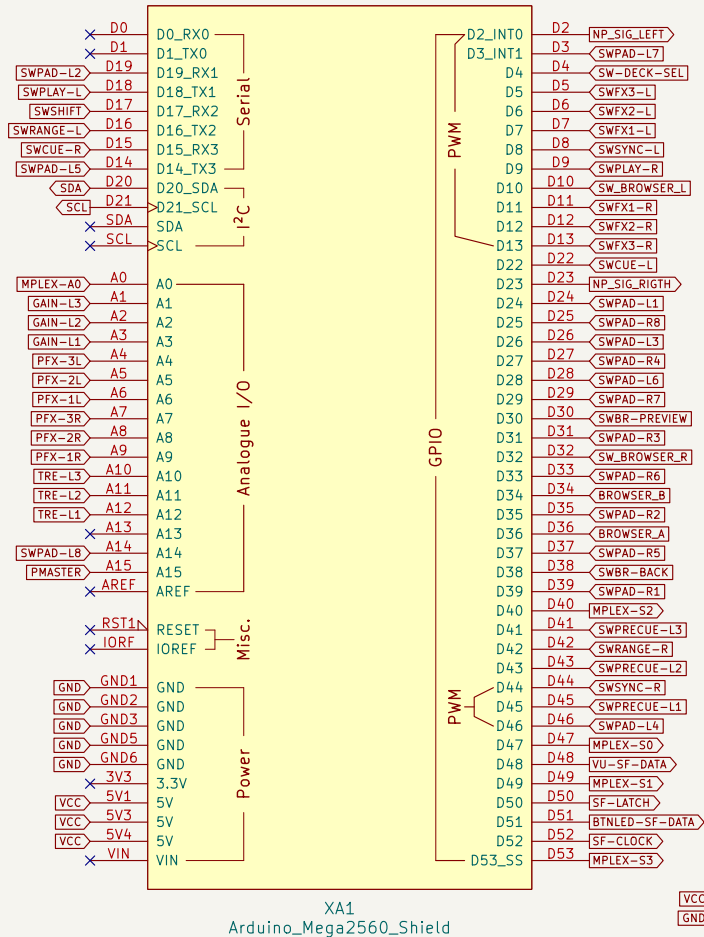 D0 D0_RX0
D1 D1_TX0
SWPAD-L2 D19 D19_RX1
SWPLAY-L D18 D18_TX1
SWSHIFT D17 D17_RX2
SWRANGE-L D16 D16_TX2
SWCUE-R D15 D15_RX3
SWPAD-L5 D14 D14_TX3
Serial
SDA D20 D20_SDA
SCL D21 D21_SCL
SDA SDA
SCL SCL
I²C
MPLEX-A0 A0 A0
GAIN-L3 A1 A1
GAIN-L2 A2 A2
GAIN-L1 A3 A3
PFX-3L A4 A4
PFX-2L A5 A5
PFX-1L A6 A6
PFX-3R A7 A7
PFX-2R A8 A8
PFX-1R A9 A9
TRE-L3 A10 A10
TRE-L2 A11 A11
TRE-L1 A12 A12
A13 A13
SWPAD-L8 A14 A14
PMASTER A15 A15
AREF AREF
Analogue I/O
RST1 RESET
IORF IOREF
Misc.
GND GND1 GND
GND GND2 GND
GND GND3 GND
GND GND5 GND
GND GND6 GND
3V3 3.3V
VCC 5V1 5V
VCC 5V3 5V
VCC 5V4 5V
VIN VIN
Power
GPIO
PWM
PWM
D2_INT0 D2 NP_SIG_LEFT
D3_INT1 D3 SWPAD-L7
D4 D4 SW-DECK-SEL
D5 D5 SWFX3-L
D6 D6 SWFX2-L
D7 D7 SWFX1-L
D8 D8 SWSYNC-L
D9 D9 SWPLAY-R
D10 D10 SW_BROWSER_L
D11 D11 SWFX1-R
D12 D12 SWFX2-R
D13 D13 SWFX3-R
D22 D22 SWCUE-L
D23 D23 NP_SIG_RIGTH
D24 D24 SWPAD-L1
D25 D25 SWPAD-R8
D26 D26 SWPAD-L3
D27 D27 SWPAD-R4
D28 D28 SWPAD-L6
D29 D29 SWPAD-R7
D30 D30 SWBR-PREVIEW
D31 D31 SWPAD-R3
D32 D32 SW_BROWSER_R
D33 D33 SWPAD-R6
D34 D34 BROWSER_B
D35 D35 SWPAD-R2
D36 D36 BROWSER_A
D37 D37 SWPAD-R5
D38 D38 SWBR-BACK
D39 D39 SWPAD-R1
D40 D40 MPLEX-S2
D41 D41 SWPRECUE-L3
D42 D42 SWRANGE-R
D43 D43 SWPRECUE-L2
D44 D44 SWSYNC-R
D45 D45 SWPRECUE-L1
D46 D46 SWPAD-L4
D47 D47 MPLEX-S0
D48 D48 VU-SF-DATA
D49 D49 MPLEX-S1
D50 D50 SF-LATCH
D51 D51 BTNLED-SF-DATA
D52 D52 SF-CLOCK
D53_SS D53 MPLEX-S3
VCC
GND
XA1
Arduino_Mega2560_Shield